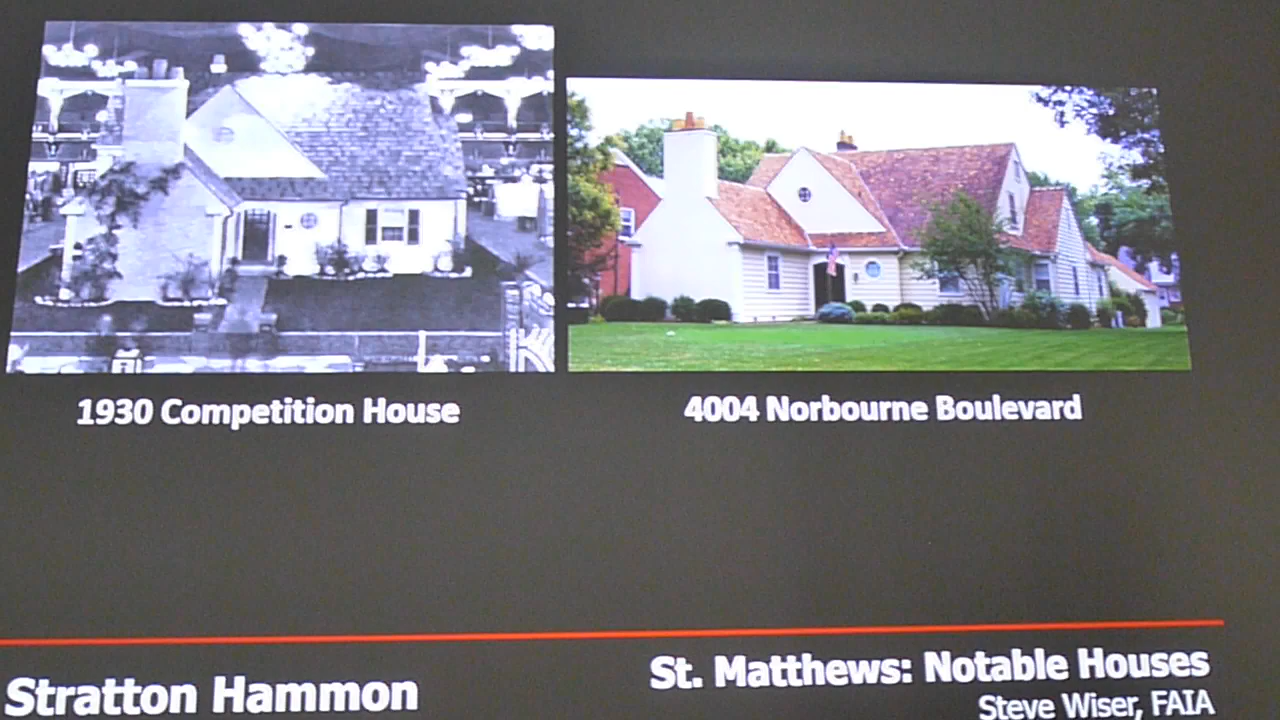 1930 Competition House
4004 Norbourne Boulevard
Stratton Hammon
St. Matthews: Notable Houses
Steve Wiser, FAIA